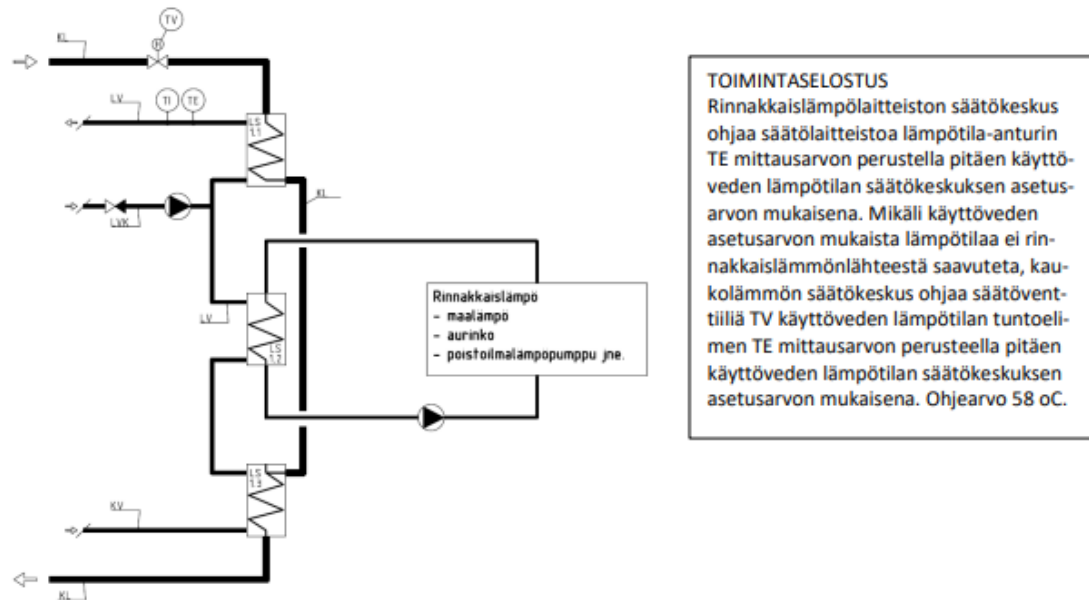 TV
M
KL
LV
TI
TE
LS
1.1
KL
LVK
Rinnakkaislämpö
- maalämpö
- aurinko
- poistoilmalämpöpumppu jne.
LV
LS
1.2
LS
1.3
KV
KL
TOIMINTASELOSTUS
Rinnakkaislämpölaitteiston säätökeskus
ohjaa säätölaitteistoa lämpötila-anturin
TE mittausarvon perustella pitäen käyttö-
veden lämpötilan säätökeskuksen asetus-
arvon mukaisena. Mikäli käyttöveden
asetusarvon mukaista lämpötilaa ei rin-
nakkaislämmönlähteestä saavuteta, kau-
kolämmön säätökeskus ohjaa säätövent-
tiiliä TV käyttöveden lämpötilan tuntoeli-
men TE mittausarvon perusteella pitäen
käyttöveden lämpötilan säätökeskuksen
asetusarvon mukaisena. Ohjearvo 58 oC.